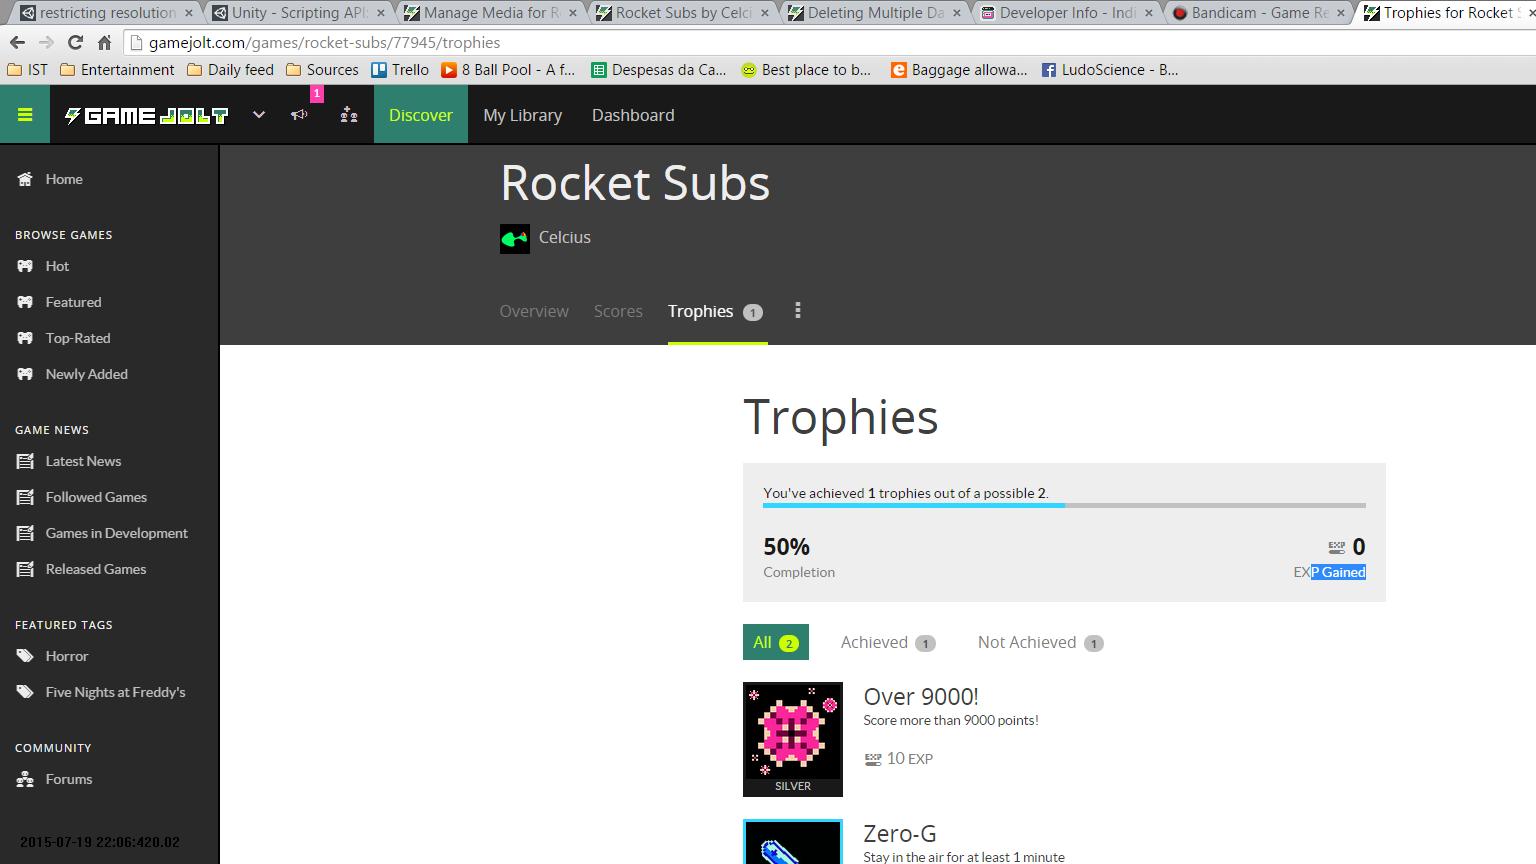 restricting resolution
Unity - Scripting API:
Manage Media for R
Rocket Subs by Celci
Deleting Multiple Da
Developer Info - Indi
Bandicam - Game Re
Trophies for Rocket S
gamejolt.com/games/rocket-subs/77945/trophies
IST
Entertainment
Daily feed
Sources
Trello
8 Ball Pool - A f...
Despesas da Ca...
Best place to b...
Baggage allowa...
LudoScience - B...
GAME JOLT
1
Discover
My Library
Dashboard
Home
BROWSE GAMES
Hot
Featured
Top-Rated
Newly Added
GAME NEWS
Latest News
Followed Games
Games in Development
Released Games
FEATURED TAGS
Horror
Five Nights at Freddy's
COMMUNITY
Forums
2015-07-19 22:06:420.02
Rocket Subs
Celcius
Overview
Scores
Trophies 1
Trophies
You've achieved 1 trophies out of a possible 2.
50%
Completion
EXP 0
EXP Gained
All 2
Achieved 1
Not Achieved 1
SILVER
Over 9000!
Score more than 9000 points!
EXP 10 EXP
Zero-G
Stay in the air for at least 1 minute